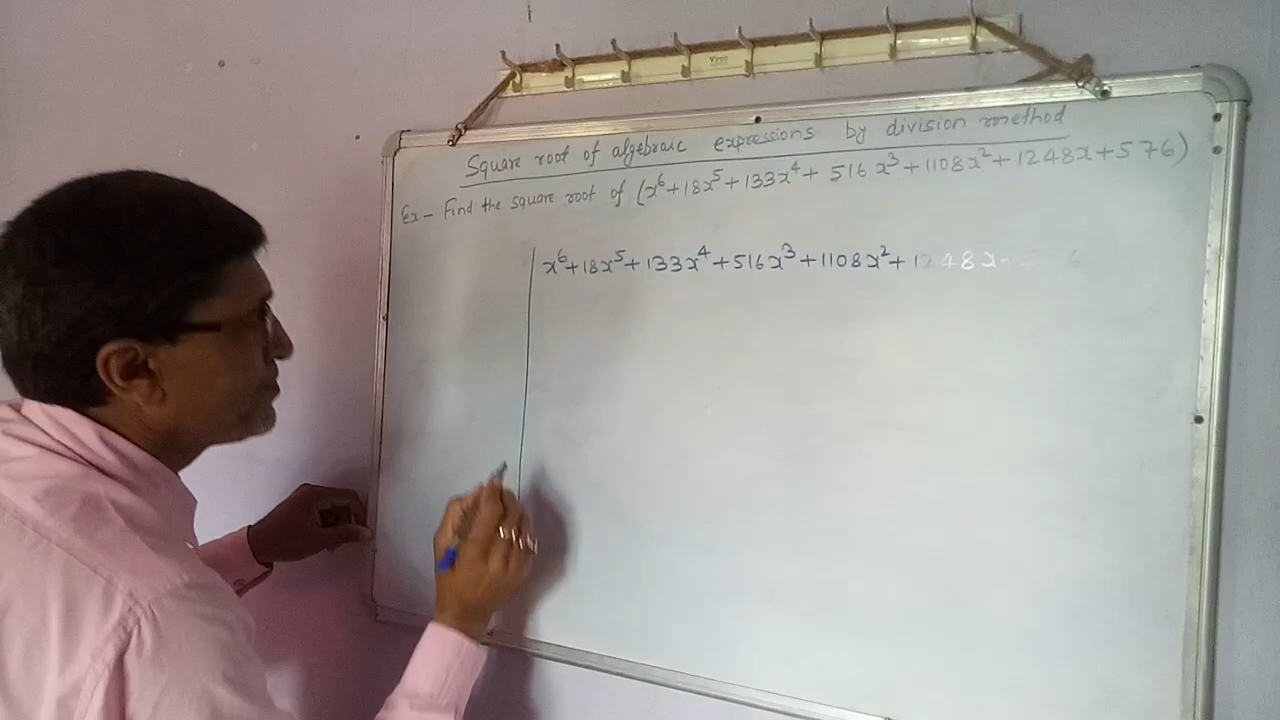 Square root of algebraic expressions by division method
Ex- Find the square root of (x⁶+18x⁵+133x⁴+516x³+1108x²+1248x+576)
x⁶+18x⁵+133x⁴+516x³+1108x²+1248x